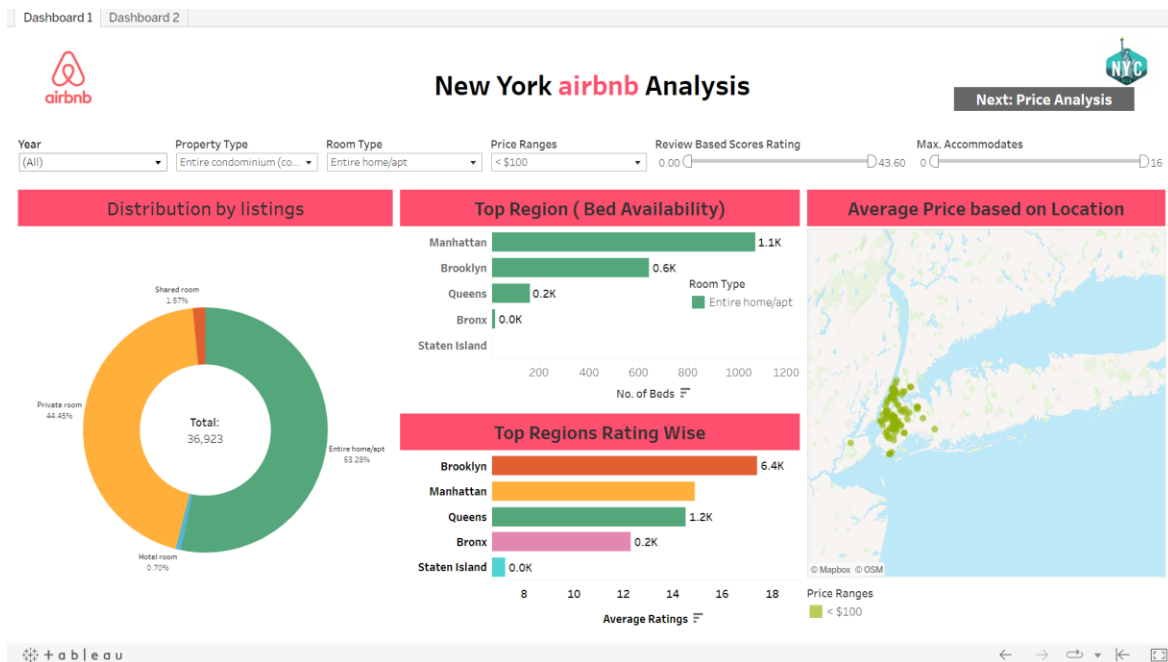 Dashboard 1 Dashboard 2
airbnb
New York airbnb Analysis
NYC
Next: Price Analysis
Year
(All)
Property Type
Entire condominium (co...
Room Type
Entire home/apt
Price Ranges
< $100
Review Based Scores Rating
0.00 43.60
Max. Accommodates
0 16
Distribution by listings
Shared room
1.57%
Private room
44.45%
Total:
36,923
Entire home/apt
53.28%
Hotel room
0.70%
Top Region ( Bed Availability)
Manhattan 1.1K
Brooklyn 0.6K
Queens 0.2K
Bronx 0.0K
Staten Island
Room Type
Entire home/apt
200 400 600 800 1000 1200
No. of Beds
Top Regions Rating Wise
Brooklyn 6.4K
Manhattan
Queens 1.2K
Bronx 0.2K
Staten Island 0.0K
8 10 12 14 16 18
Average Ratings
Average Price based on Location
© Mapbox © OSM
Price Ranges
< $100
+ a b l e a u